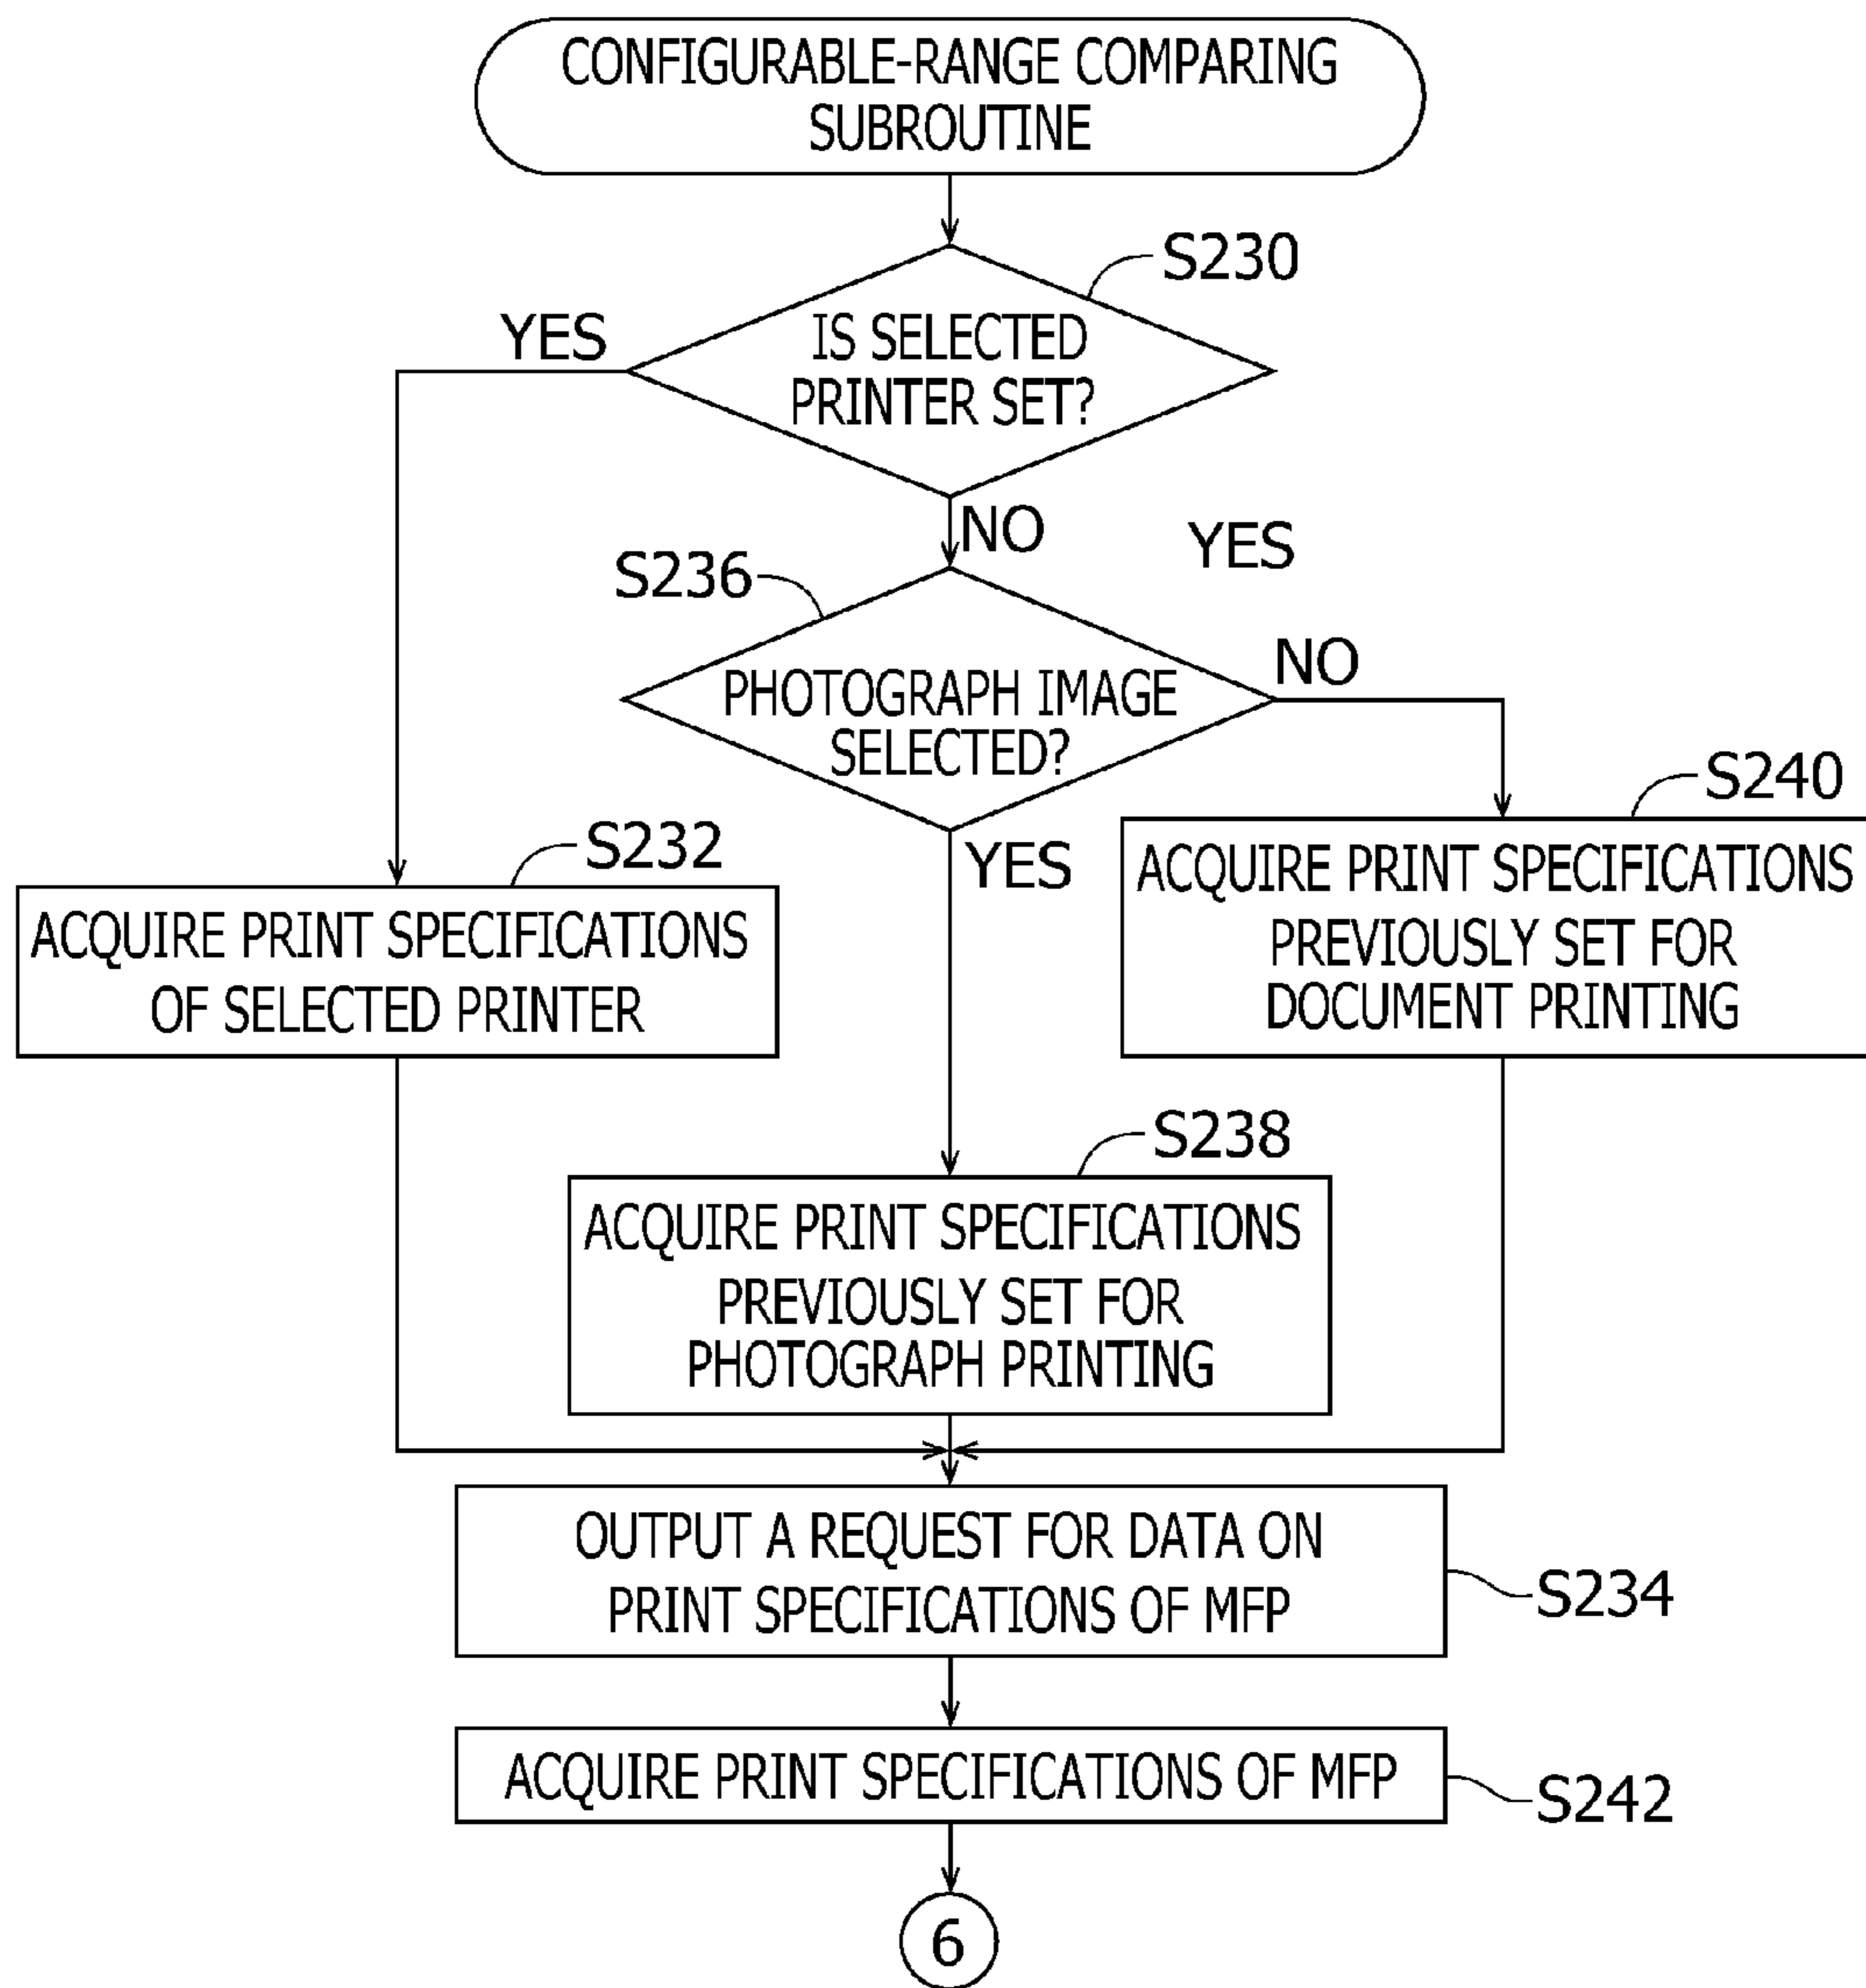 CONFIGURABLE-RANGE COMPARING
SUBROUTINE
S230
YES
IS SELECTED
PRINTER SET?
NO
YES
S236
NO
PHOTOGRAPH IMAGE
SELECTED?
S240
S232
YES
ACQUIRE PRINT SPECIFICATIONS
PREVIOUSLY SET FOR
DOCUMENT PRINTING
ACQUIRE PRINT SPECIFICATIONS
OF SELECTED PRINTER
S238
ACQUIRE PRINT SPECIFICATIONS
PREVIOUSLY SET FOR
PHOTOGRAPH PRINTING
OUTPUT A REQUEST FOR DATA ON
PRINT SPECIFICATIONS OF MFP
S234
ACQUIRE PRINT SPECIFICATIONS OF MFP
S242
6